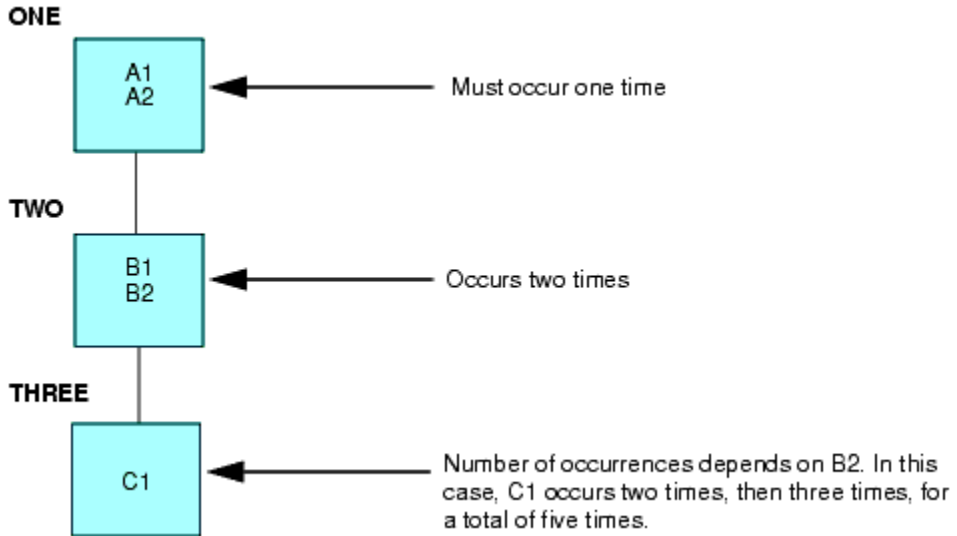 ONE
A1
A2
Must occur one time
TWO
B1
B2
Occurs two times
THREE
C1
Number of occurrences depends on B2. In this
case, C1 occurs two times, then three times, for
a total of five times.